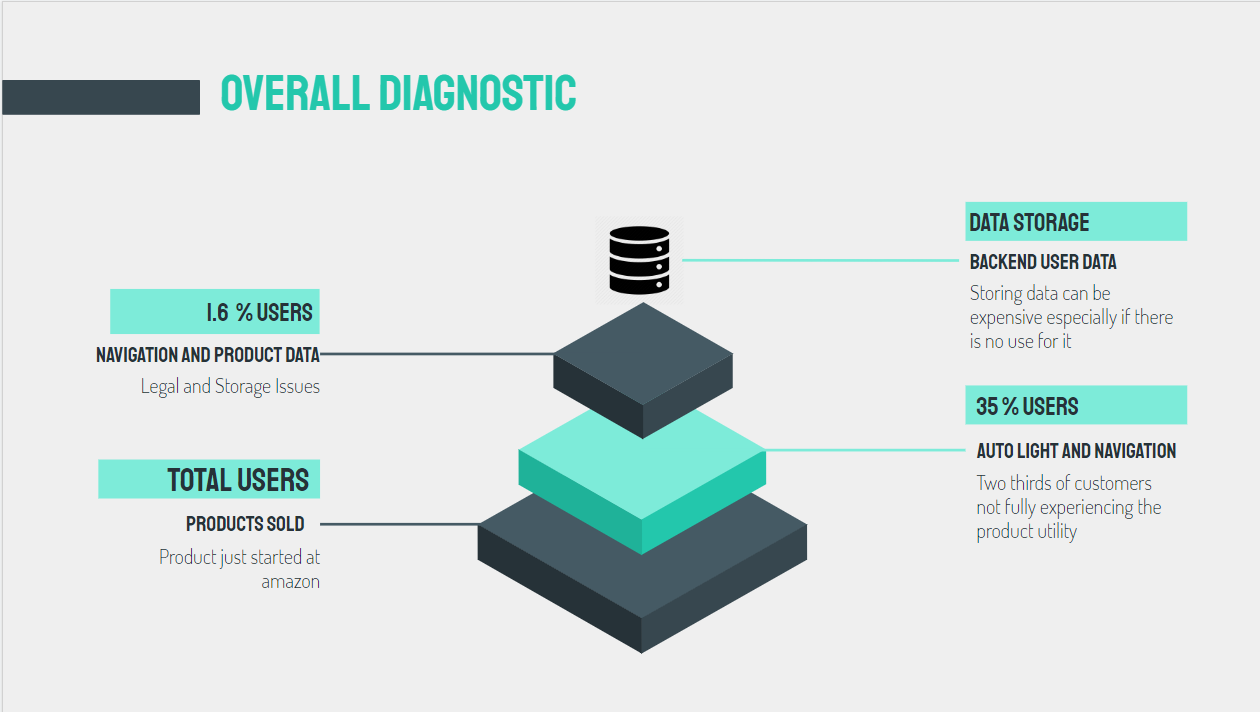 OVERALL DIAGNOSTIC
DATA STORAGE
BACKEND USER DATA
Storing data can be
expensive especially if there
is no use for it
1.6 % USERS
NAVIGATION AND PRODUCT DATA
Legal and Storage Issues
35 % USERS
AUTO LIGHT AND NAVIGATION
Two thirds of customers
not fully experiencing the
product utility
TOTAL USERS
PRODUCTS SOLD
Product just started at
amazon